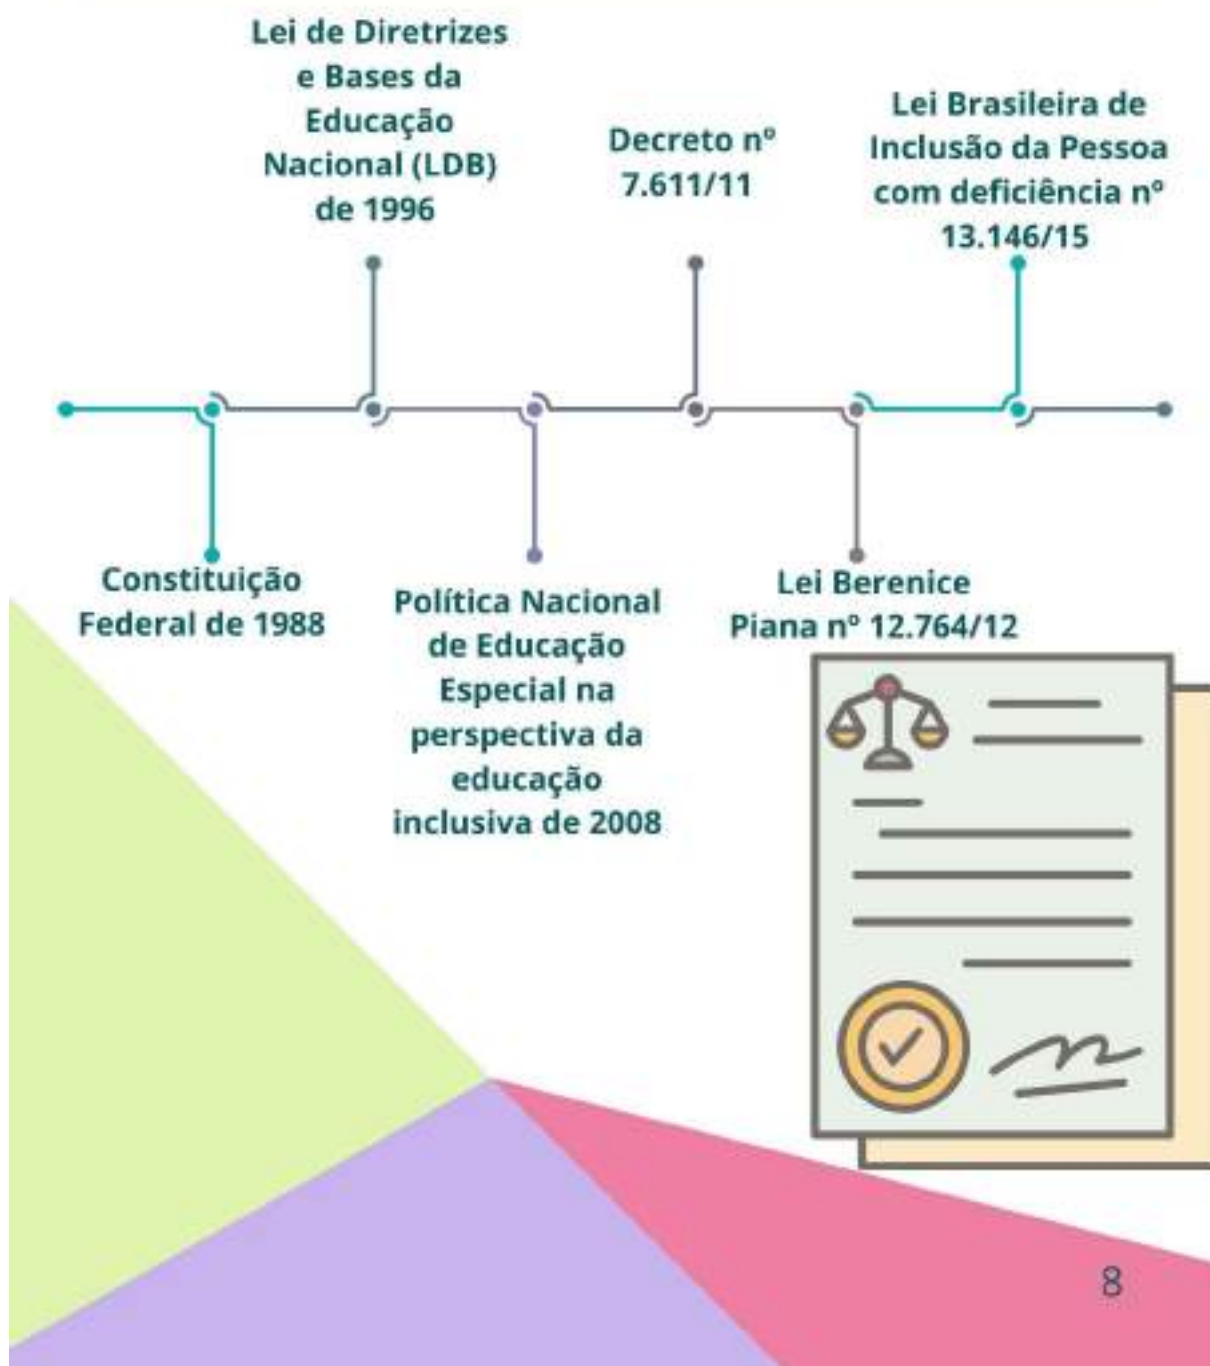 Lei de Diretrizes
e Bases da
Educação
Nacional (LDB)
de 1996
Decreto nº
7.611/11
Lei Brasileira de
Inclusão da Pessoa
com deficiência nº
13.146/15
Constituição
Federal de 1988
Política Nacional
de Educação
Especial na
perspectiva da
educação
inclusiva de 2008
Lei Berenice
Piana nº 12.764/12
8